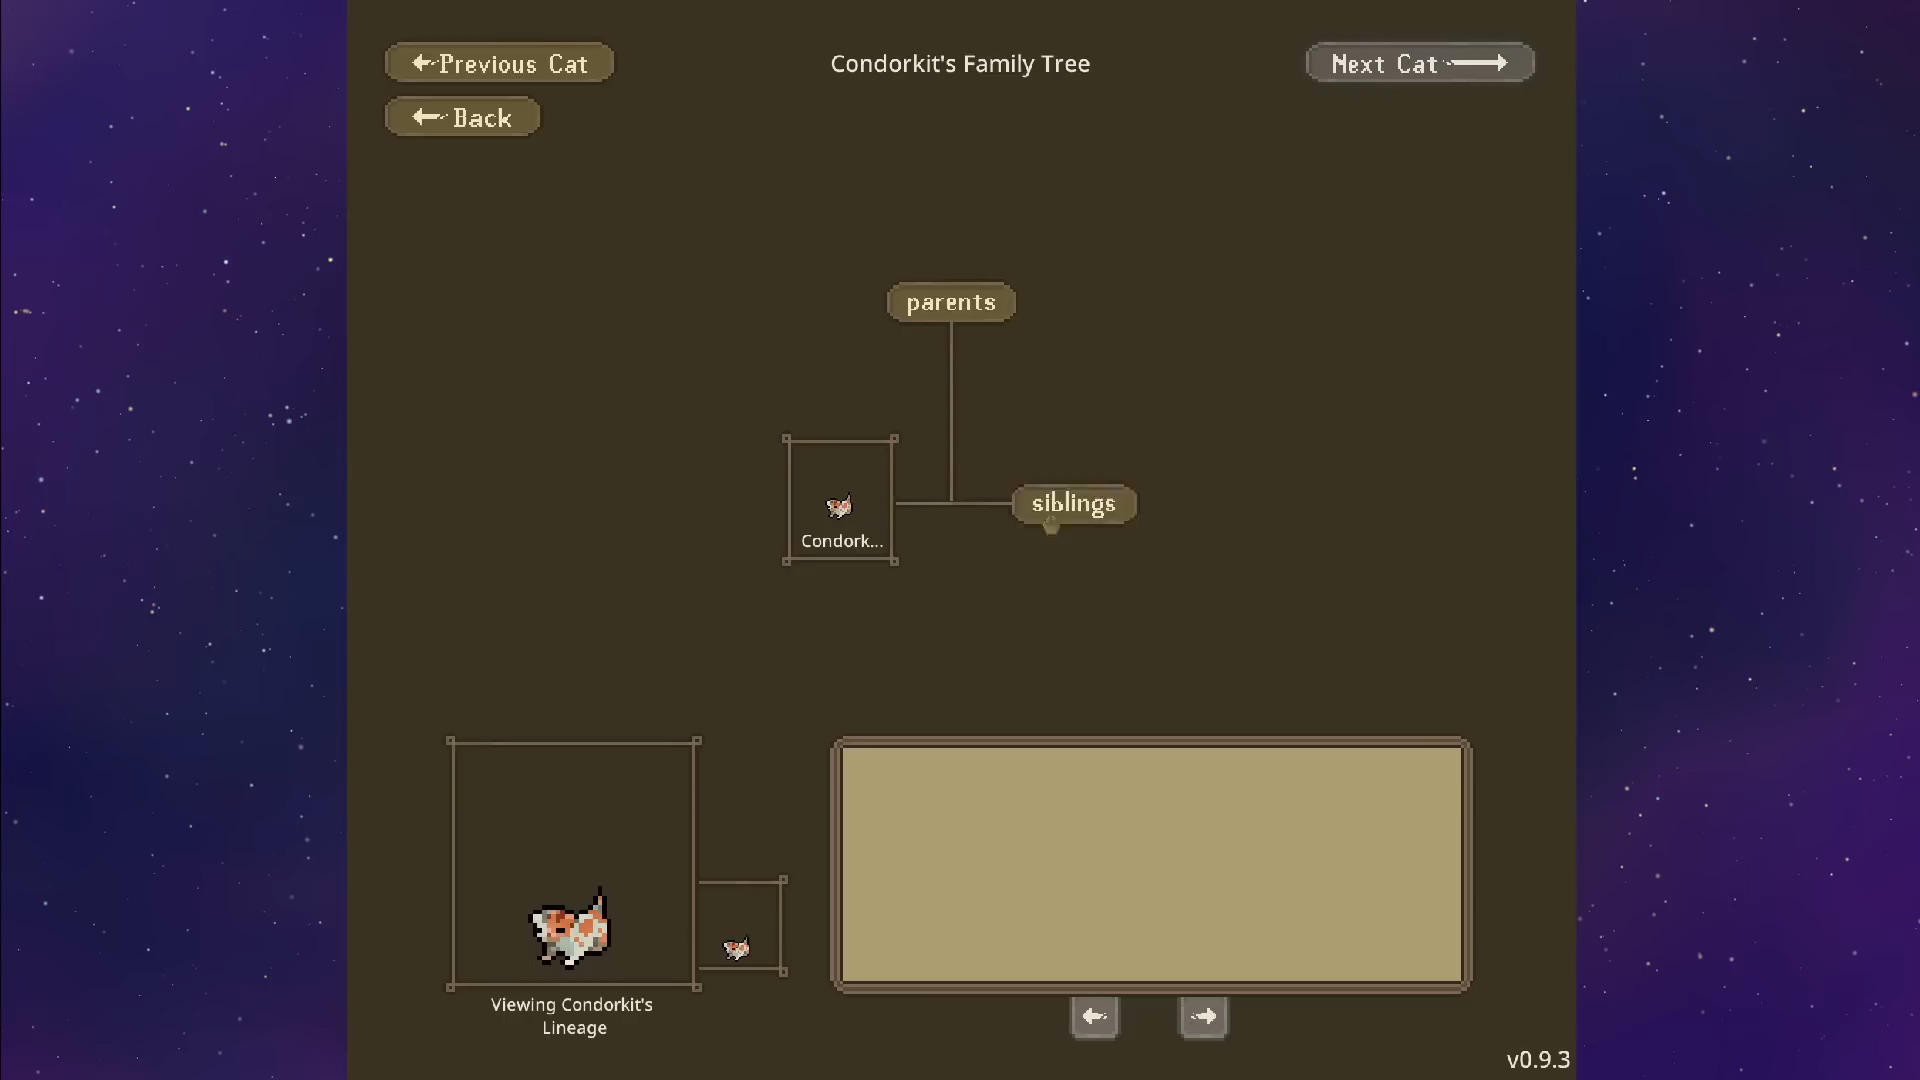 Previous Cat
Condorkit's Family Tree
Next Cat
Back
parents
siblings
Condork...
Viewing Condorkit's
Lineage
v0.9.3